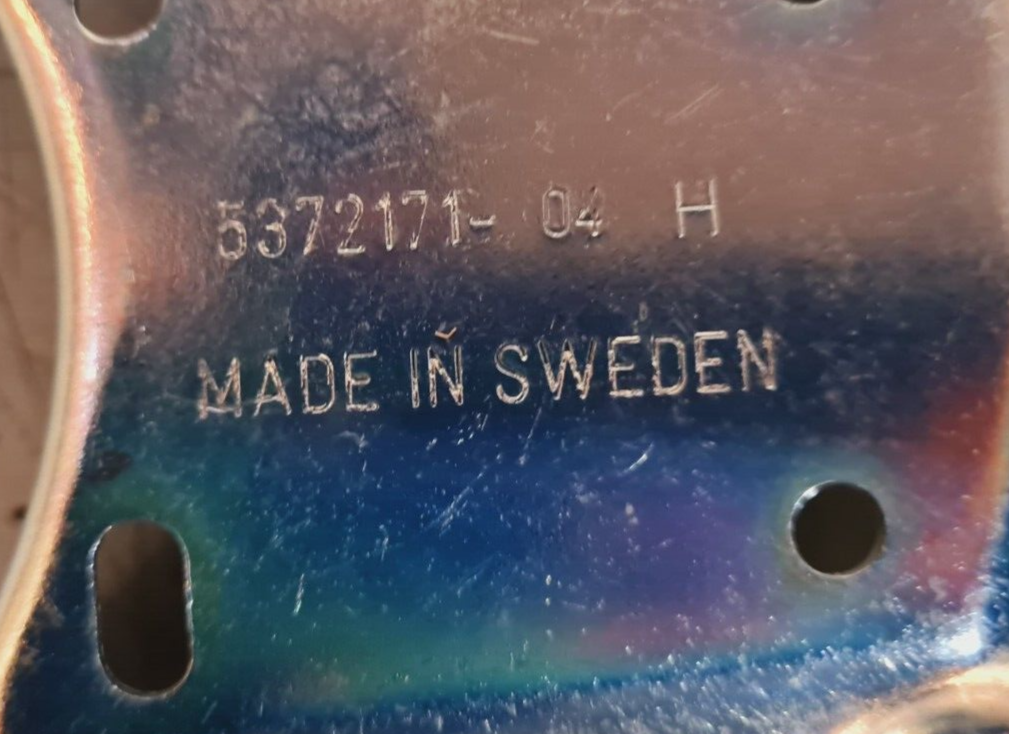 5372171- 04 H
MADE IN SWEDEN